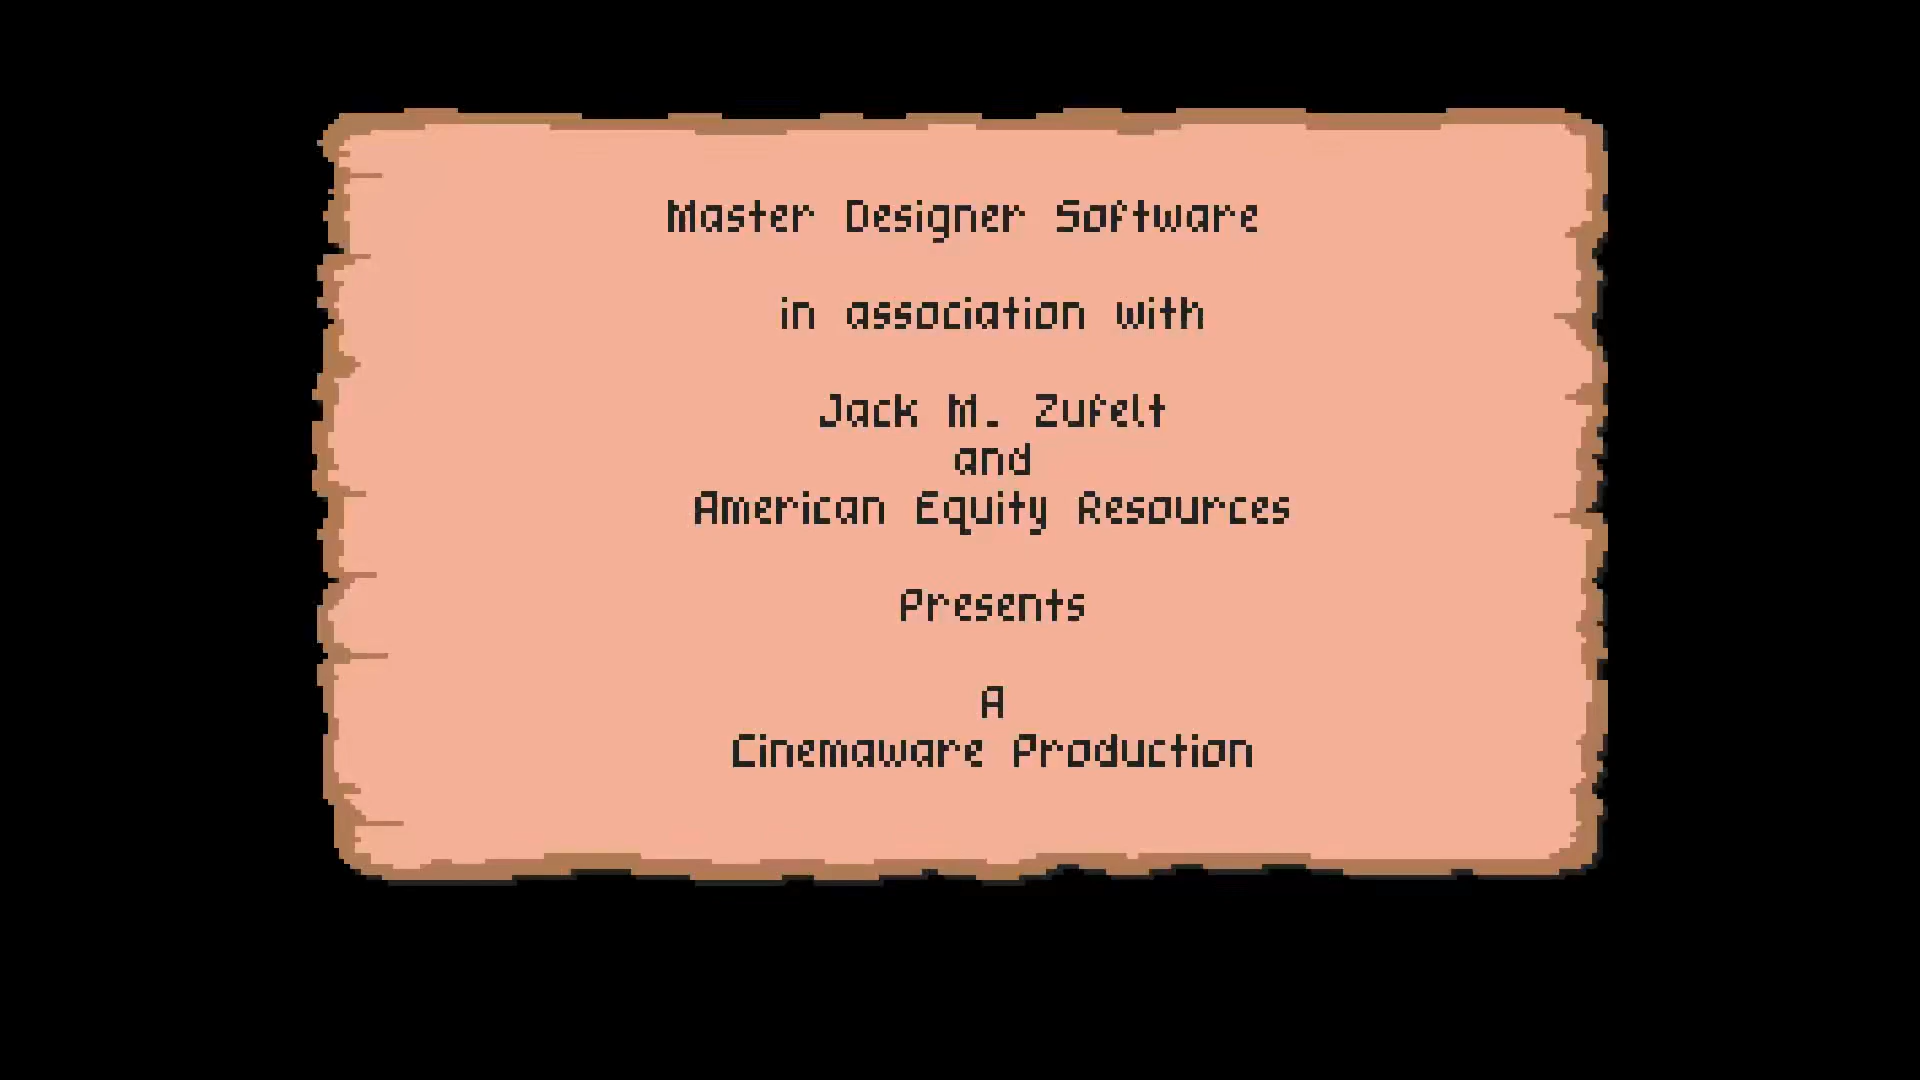 Master Designer Software
in association with
Jack M. Zufelt
and
American Equity Resources
Presents
A
Cinemaware Production